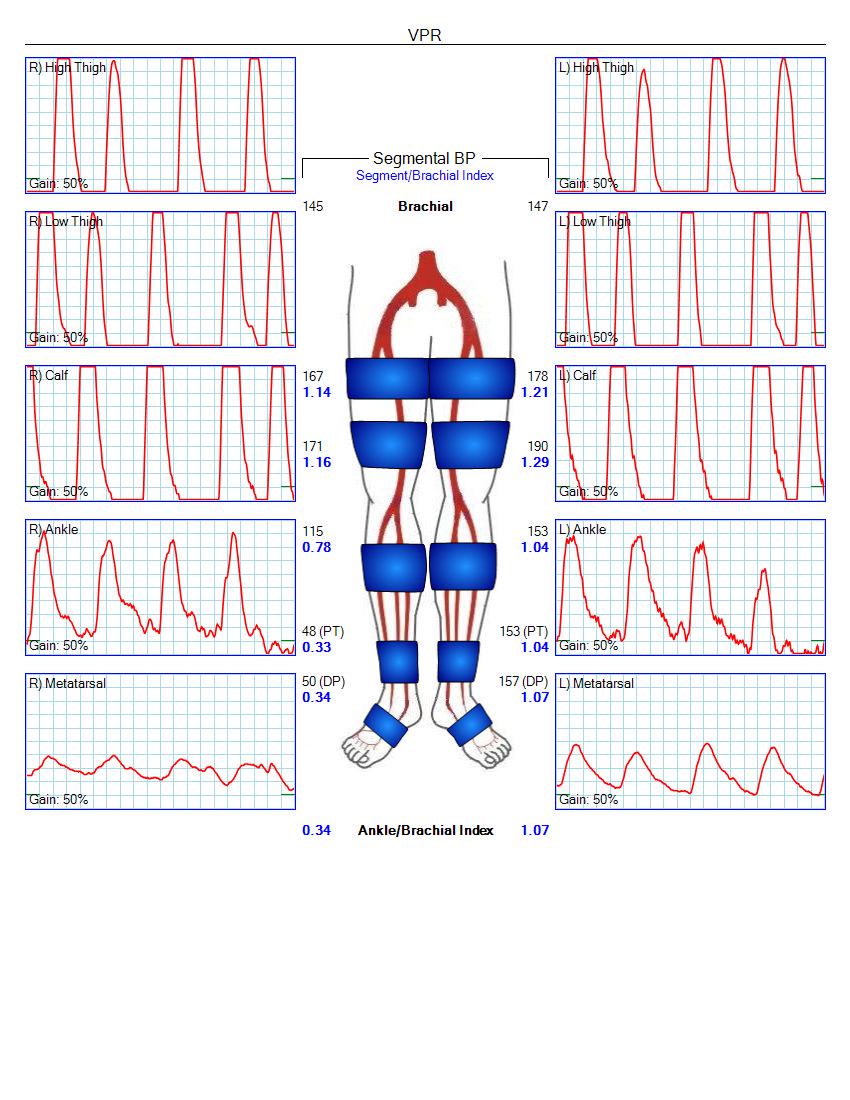 VPR
R) High Thigh
Gain: 50%
L) High Thigh
Gain: 50%
Segmental BP
Segment/Brachial Index
145 Brachial 147
R) Low Thigh
Gain: 50%
L) Low Thigh
Gain: 50%
R) Calf
Gain: 50%
167
1.14
178
1.21
L) Calf
Gain: 50%
171
1.16
190
1.29
R) Ankle
Gain: 50%
115
0.78
153
1.04
L) Ankle
Gain: 50%
48 (PT)
0.33
153 (PT)
1.04
R) Metatarsal
Gain: 50%
50 (DP)
0.34
157 (DP)
1.07
L) Metatarsal
Gain: 50%
0.34 Ankle/Brachial Index 1.07